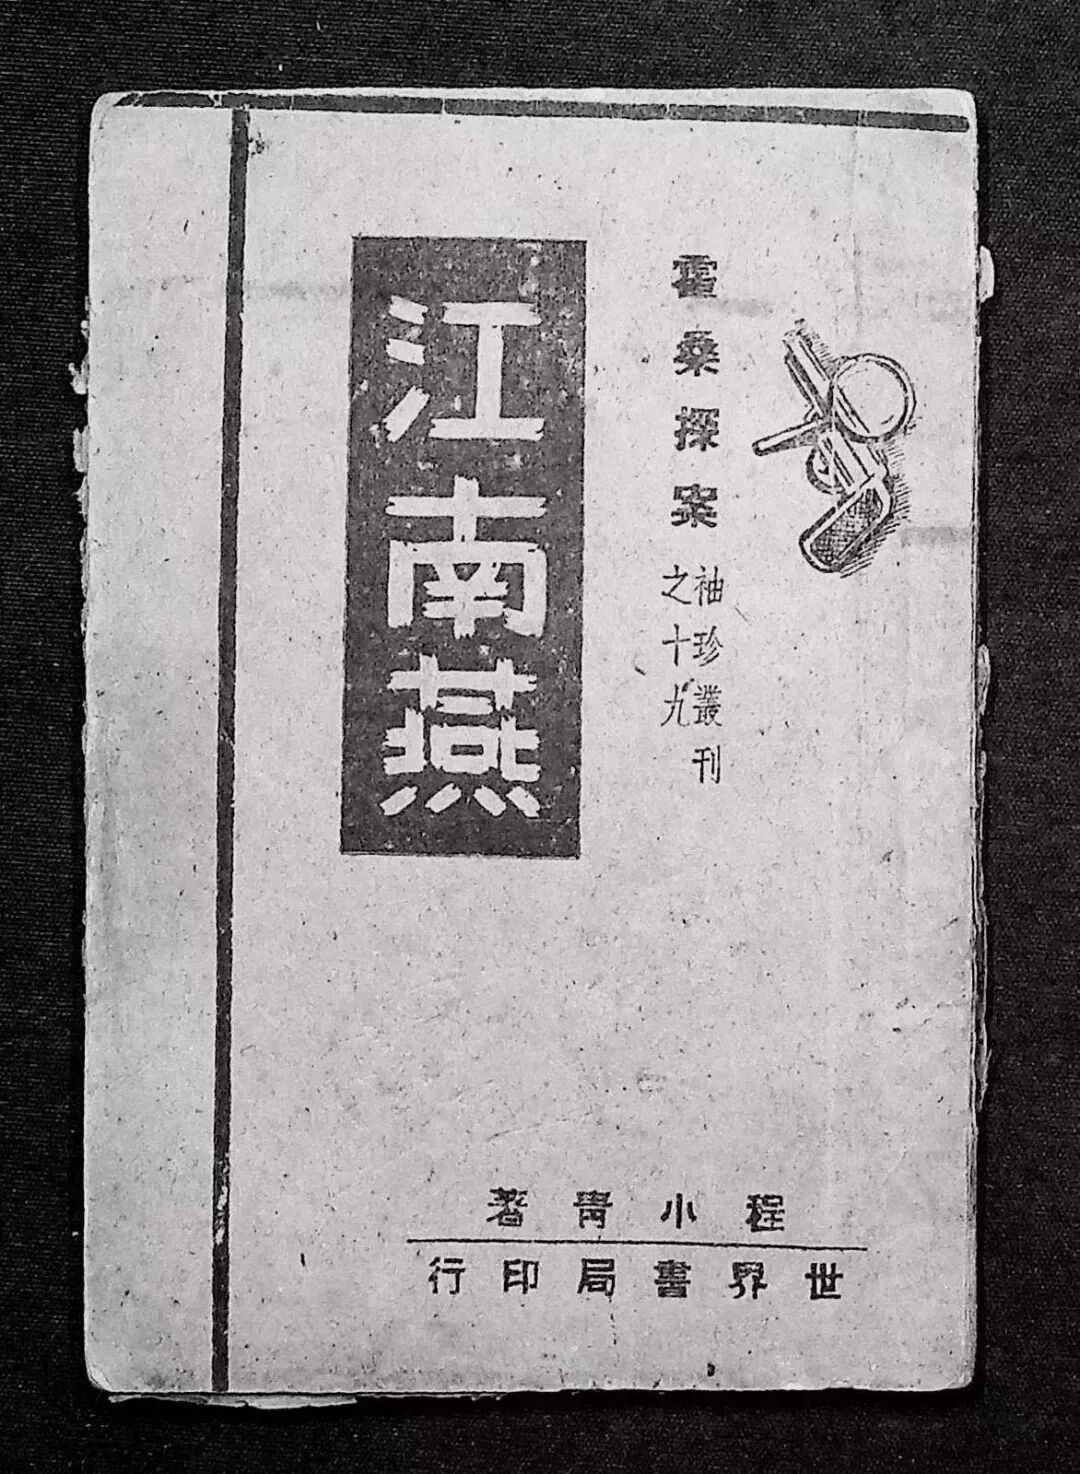 霍桑探案
袖珍叢刊
之十九
江南燕
程小青著
世界書局印行